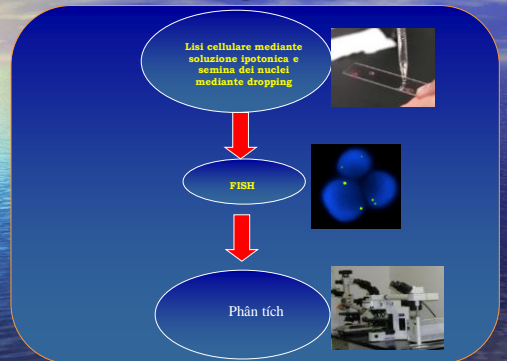 Lisi cellulare mediante
soluzione ipotonica e
semina dei nuclei
mediante dropping
FISH
Phân tích